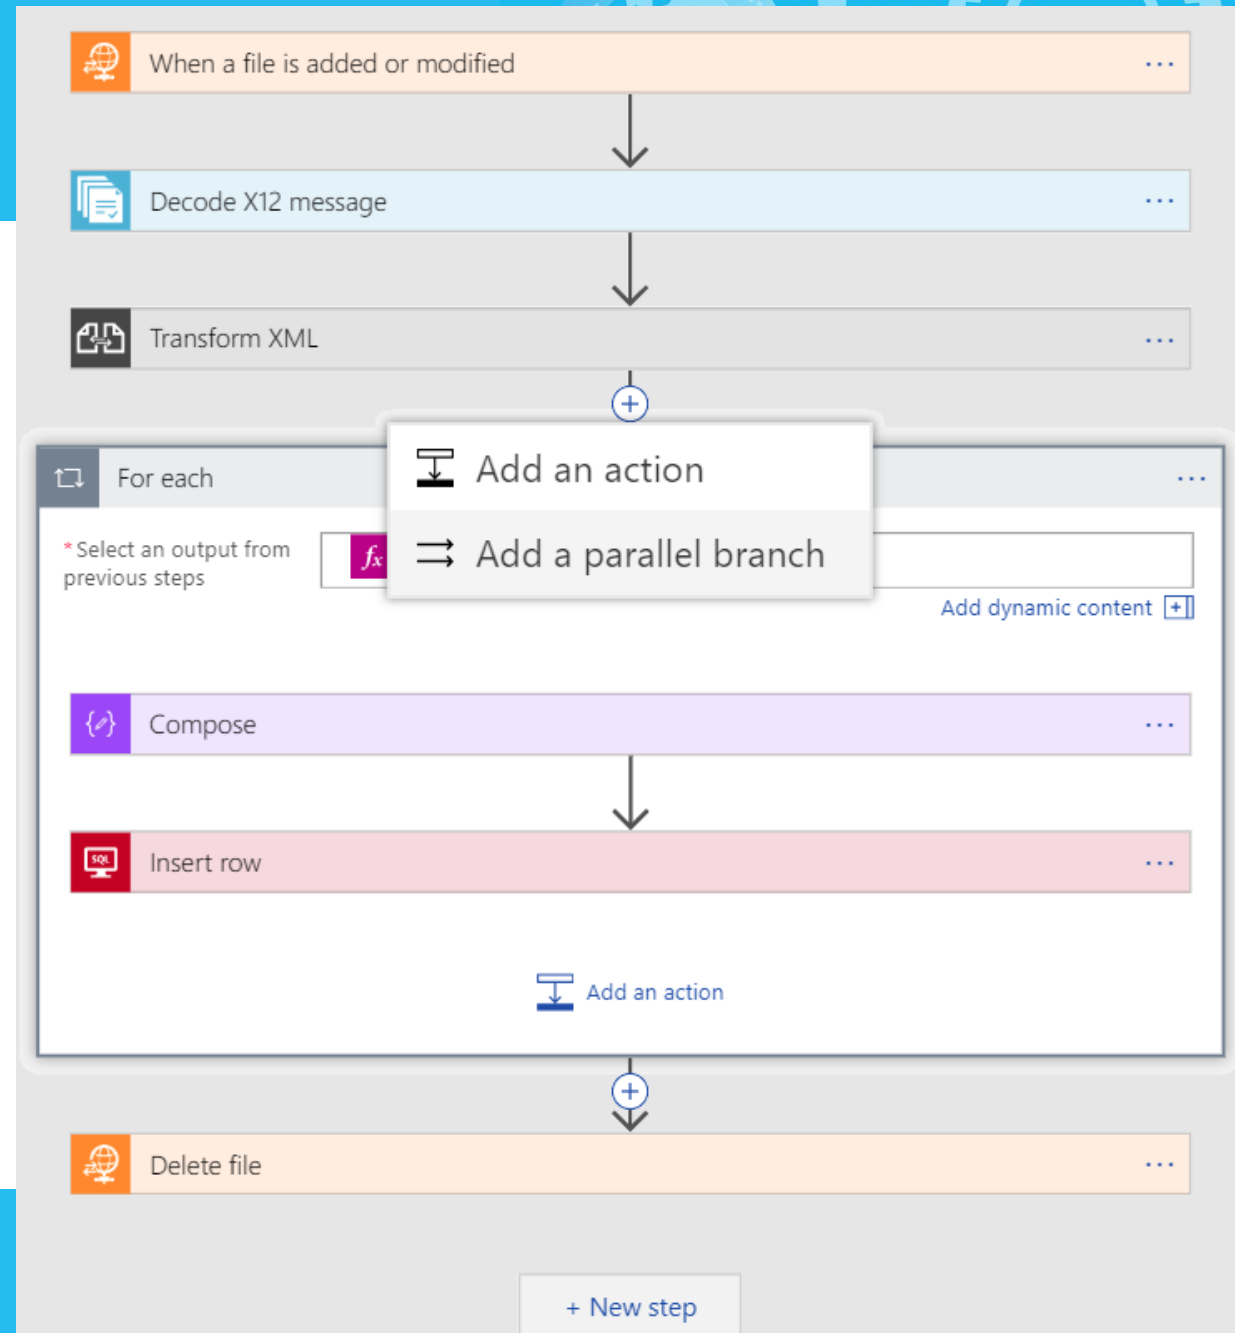 When a file is added or modified
Decode X12 message
Transform XML
Add an action
Add a parallel branch
For each
*Select an output from
previous steps
fx
Add dynamic content
Compose
SQL
Insert row
Add an action
Delete file
+ New step